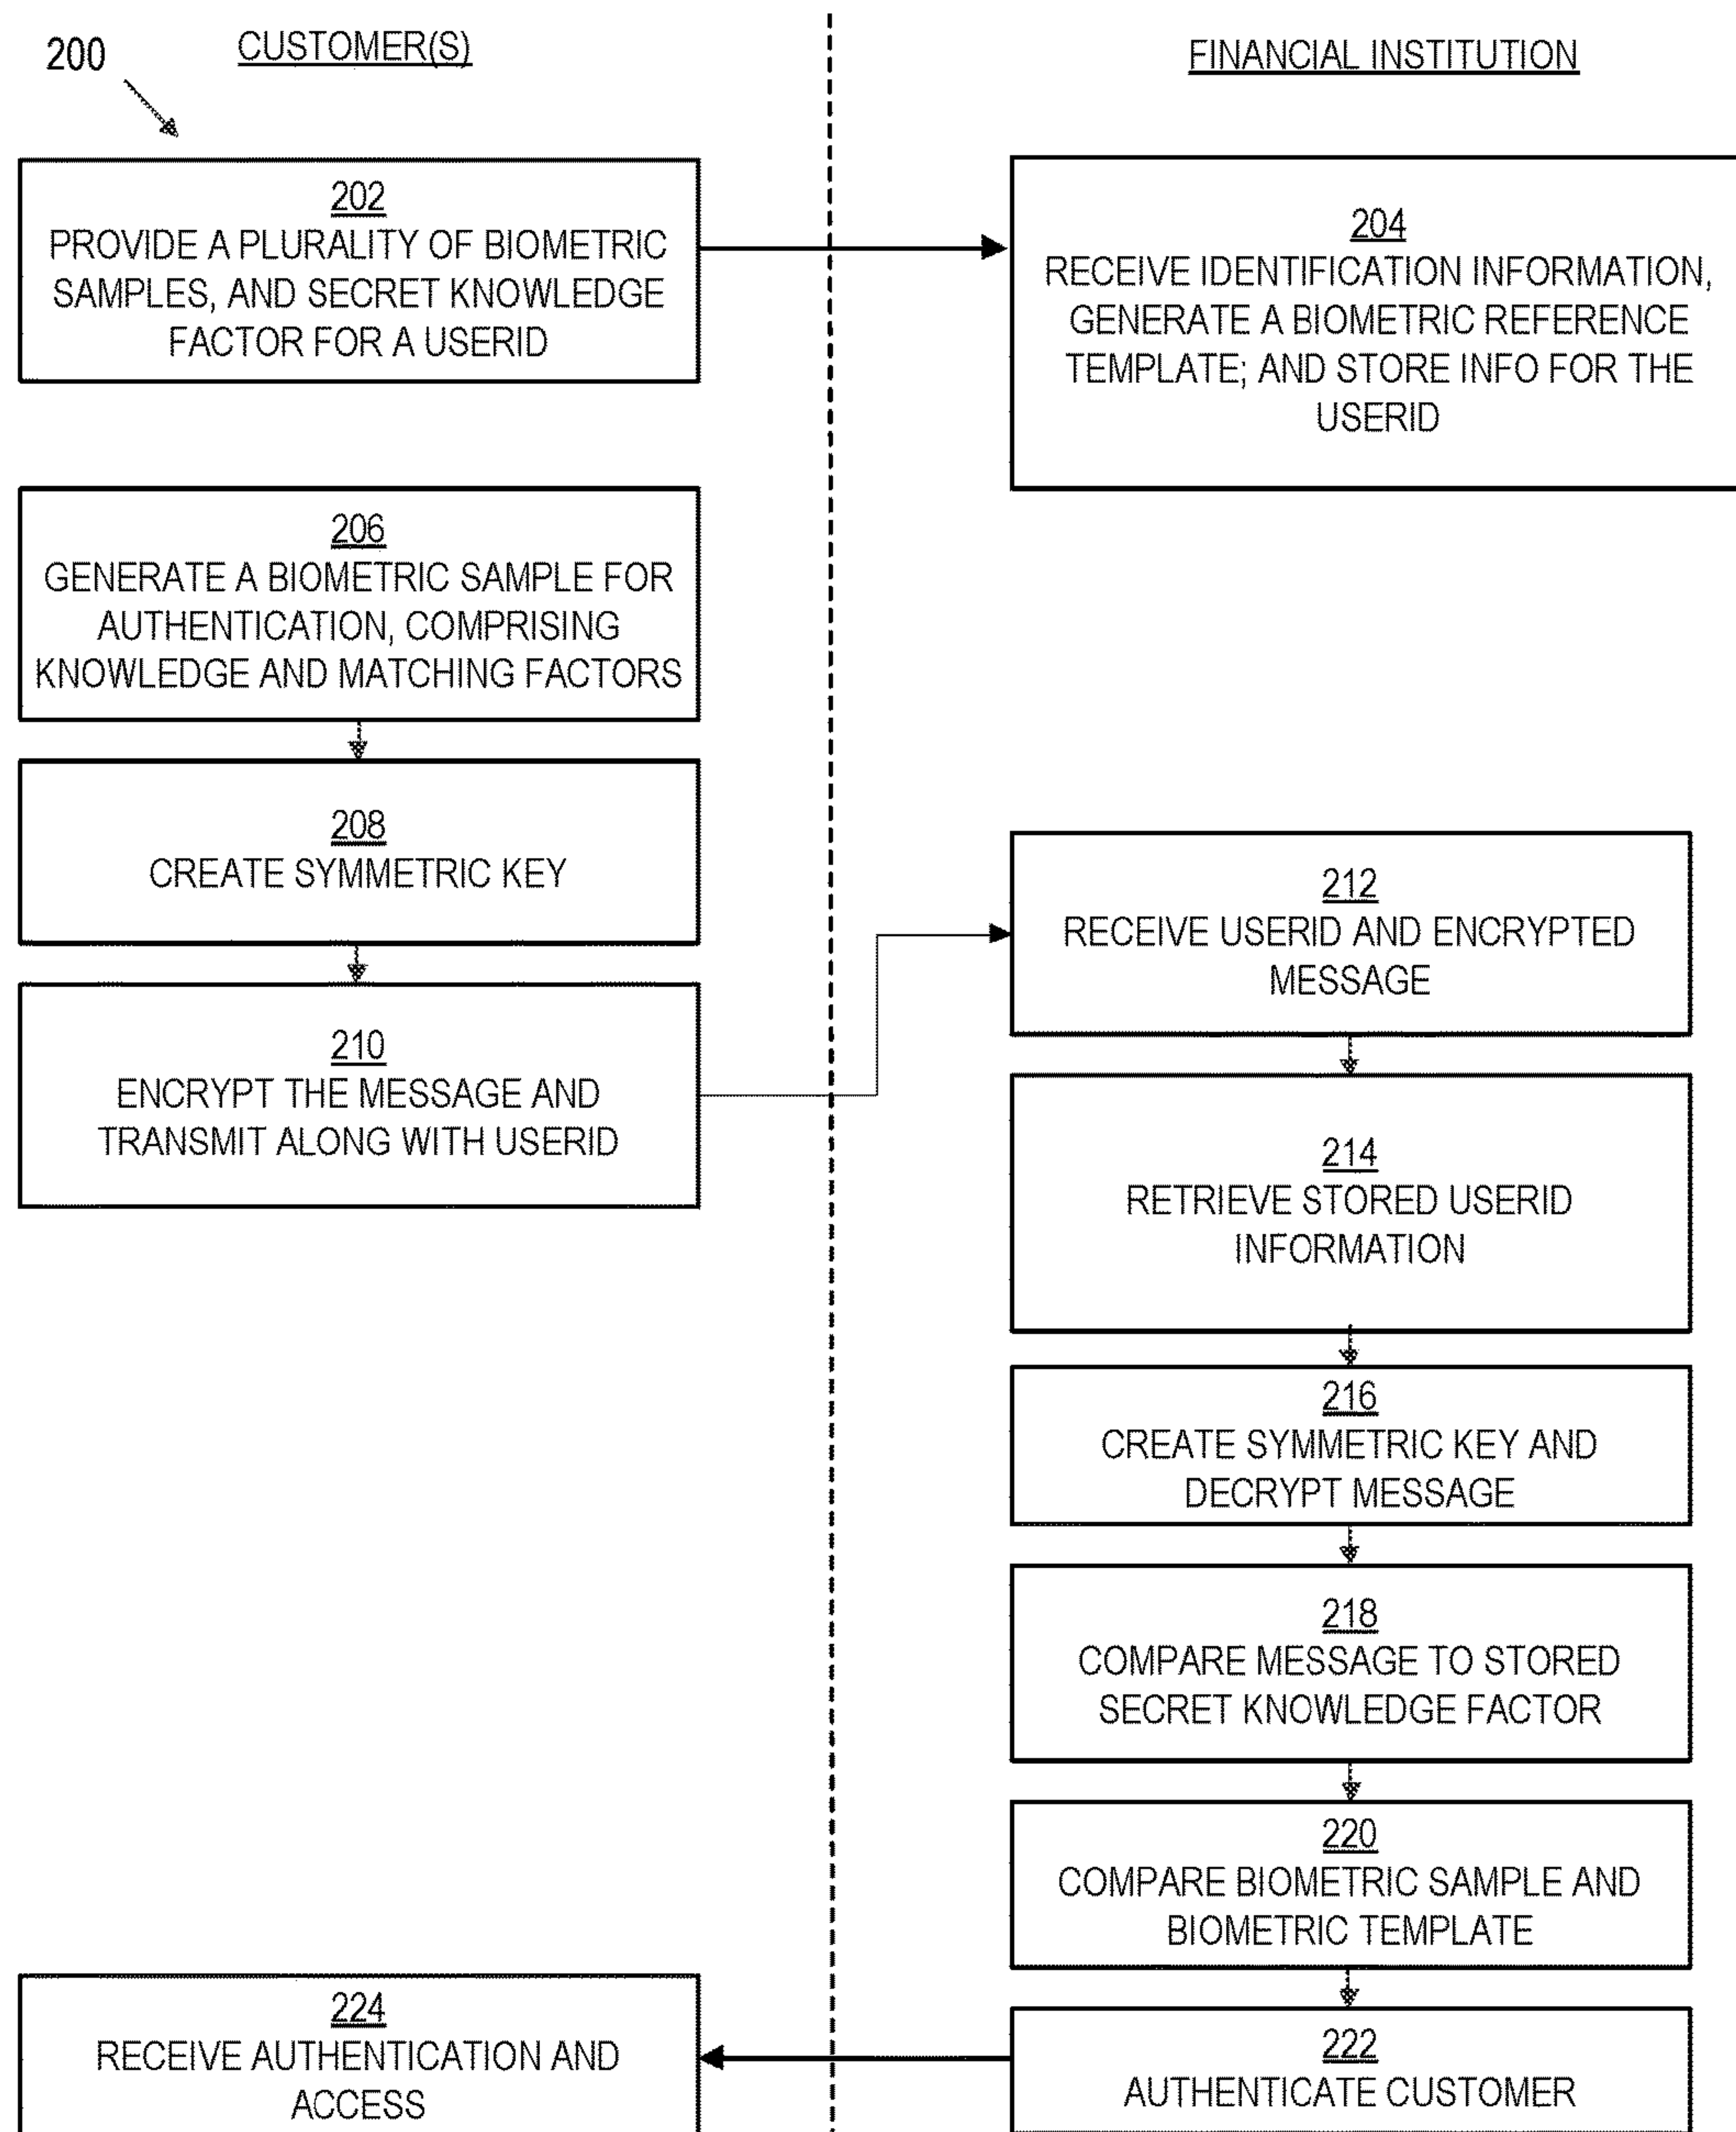 200
CUSTOMER(S)
FINANCIAL INSTITUTION
202
PROVIDE A PLURALITY OF BIOMETRIC
SAMPLES, AND SECRET KNOWLEDGE
FACTOR FOR A USERID
204
RECEIVE IDENTIFICATION INFORMATION,
GENERATE A BIOMETRIC REFERENCE
TEMPLATE; AND STORE INFO FOR THE
USERID
206
GENERATE A BIOMETRIC SAMPLE FOR
AUTHENTICATION, COMPRISING
KNOWLEDGE AND MATCHING FACTORS
208
CREATE SYMMETRIC KEY
210
ENCRYPT THE MESSAGE AND
TRANSMIT ALONG WITH USERID
212
RECEIVE USERID AND ENCRYPTED
MESSAGE
214
RETRIEVE STORED USERID
INFORMATION
216
CREATE SYMMETRIC KEY AND
DECRYPT MESSAGE
218
COMPARE MESSAGE TO STORED
SECRET KNOWLEDGE FACTOR
220
COMPARE BIOMETRIC SAMPLE AND
BIOMETRIC TEMPLATE
222
AUTHENTICATE CUSTOMER
224
RECEIVE AUTHENTICATION AND
ACCESS